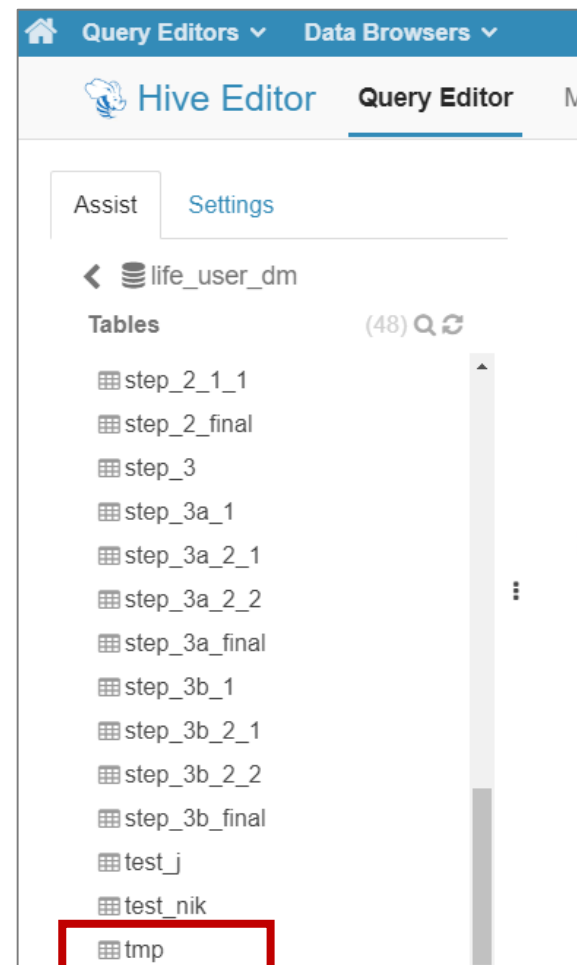 Query Editors Data Browsers
Hive Editor Query Editor
Assist Settings
life_user_dm
Tables (48)
step_2_1_1
step_2_final
step_3
step_3a_1
step_3a_2_1
step_3a_2_2
step_3a_final
step_3b_1
step_3b_2_1
step_3b_2_2
step_3b_final
test_j
test_nik
tmp